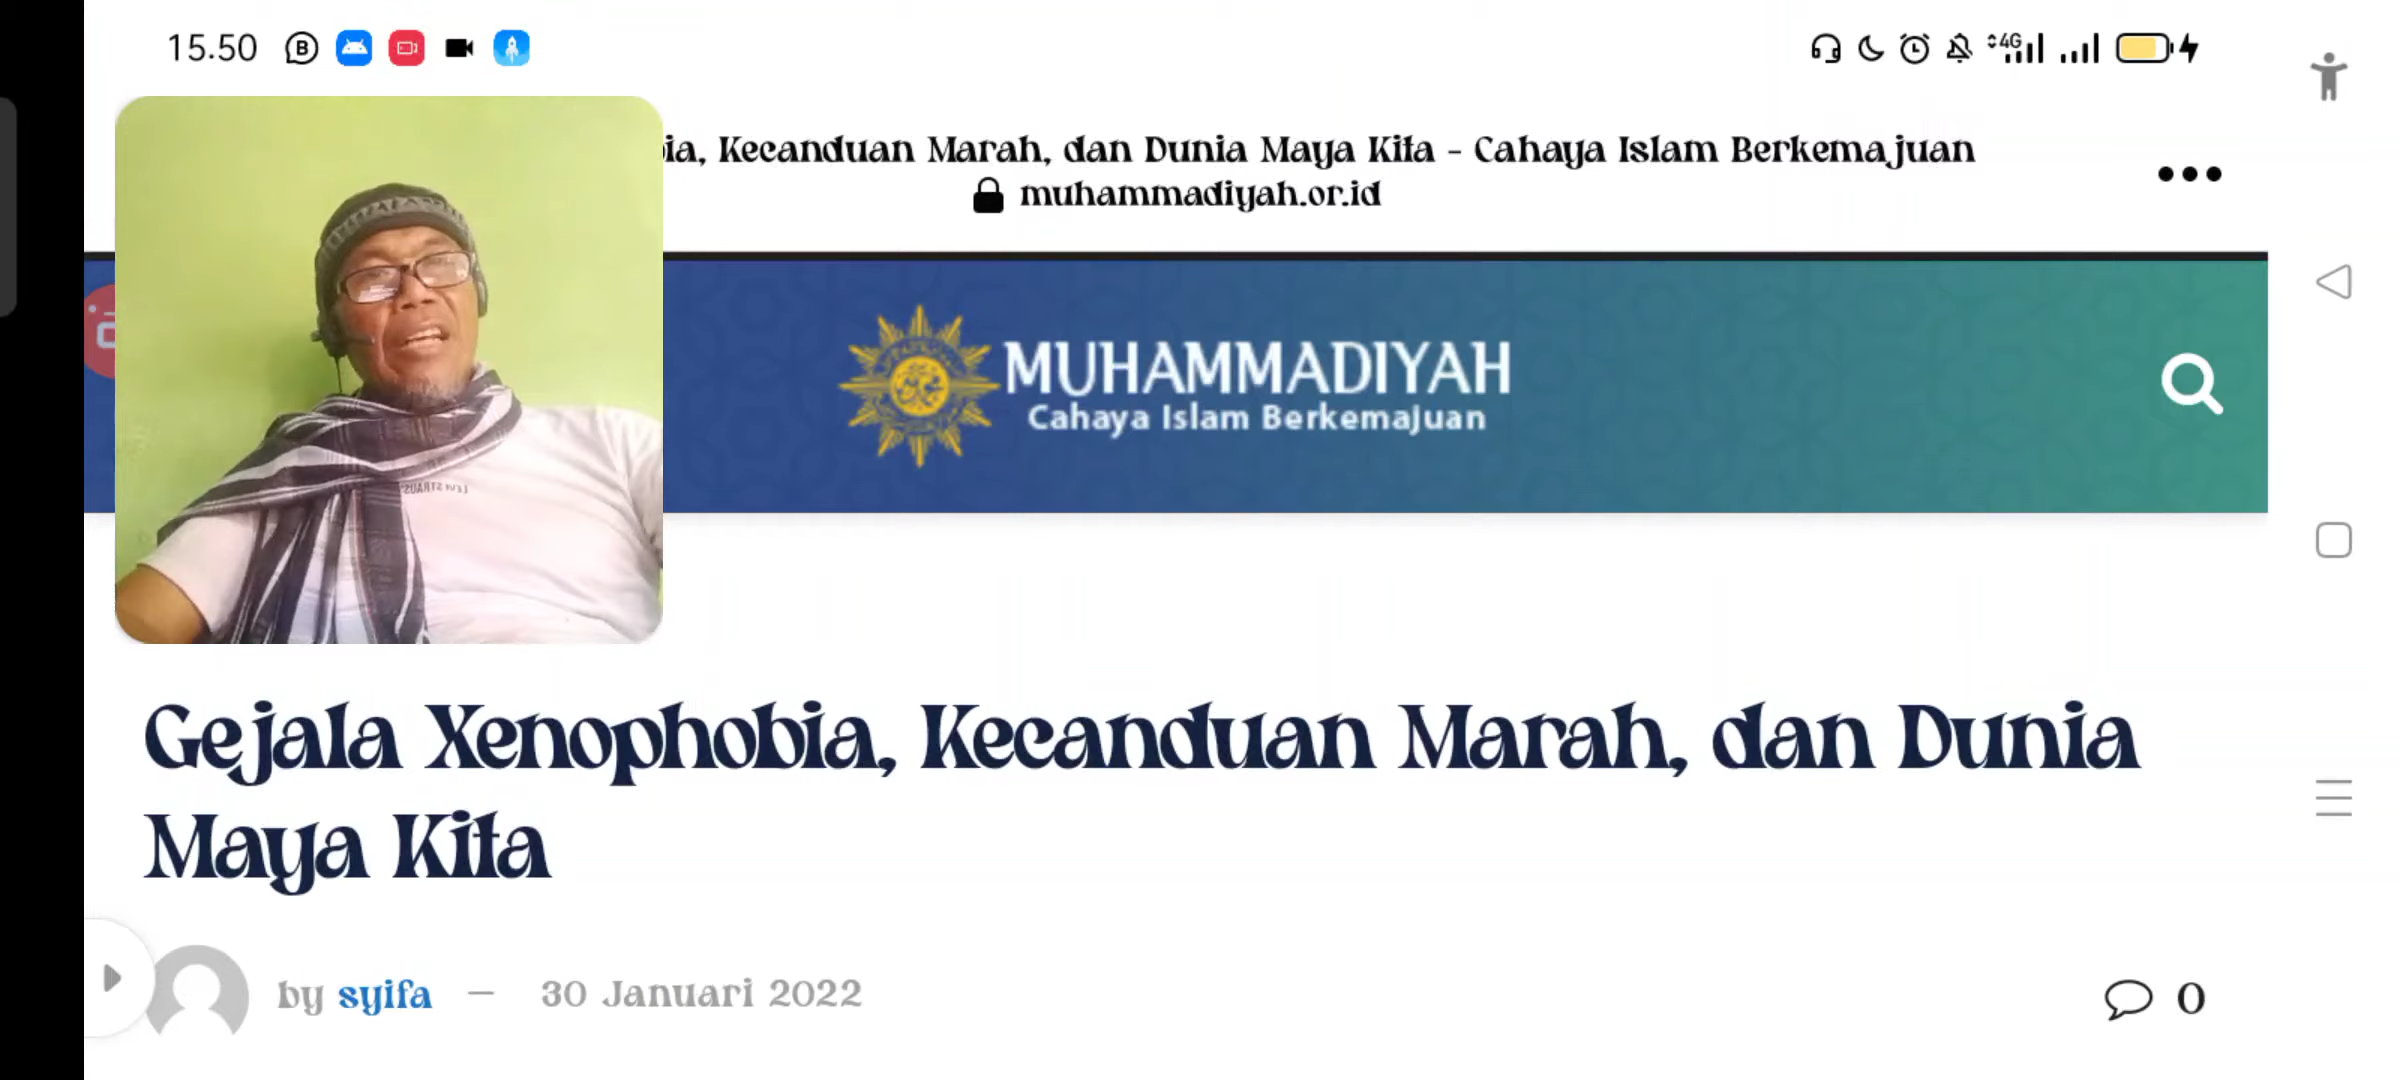 15.50
4G
ia, Kecanduan Marah, dan Dunia Maya Kita - Cahaya Islam Berkemajuan
muhammadiyah.or.id
MUHAMMADIYAH
Cahaya Islam Berkemajuan
Gejala Xenophobia, Kecanduan Marah, dan Dunia
Maya Kita
by syifa — 30 Januari 2022
0